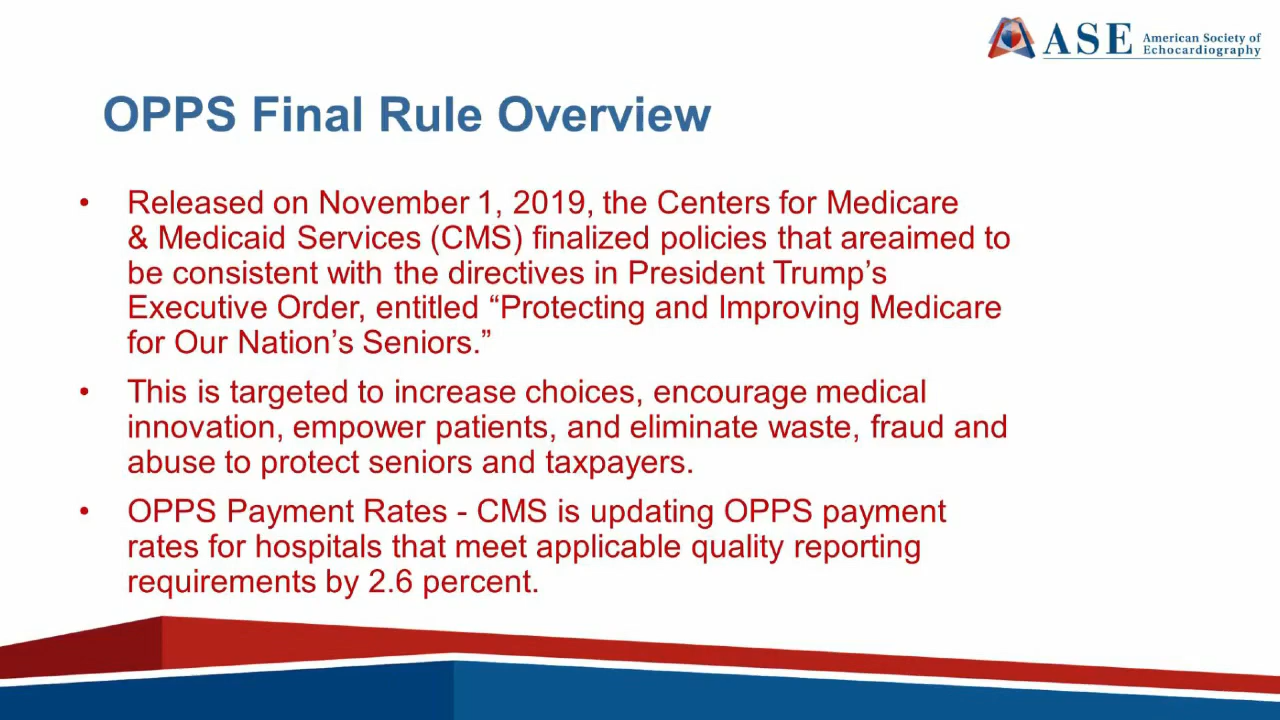 ASE American Society of
Echocardiography
OPPS Final Rule Overview
• Released on November 1, 2019, the Centers for Medicare
& Medicaid Services (CMS) finalized policies that areaimed to
be consistent with the directives in President Trump’s
Executive Order, entitled “Protecting and Improving Medicare
for Our Nation’s Seniors.”
• This is targeted to increase choices, encourage medical
innovation, empower patients, and eliminate waste, fraud and
abuse to protect seniors and taxpayers.
• OPPS Payment Rates - CMS is updating OPPS payment
rates for hospitals that meet applicable quality reporting
requirements by 2.6 percent.